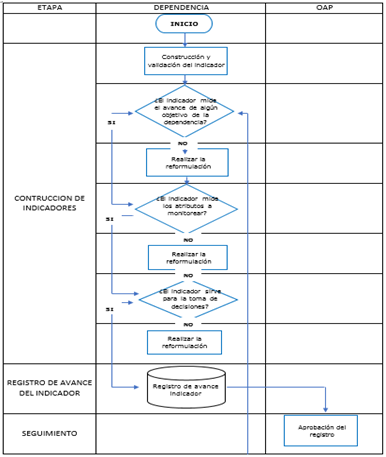 ETAPA
DEPENDENCIA
OAP
INICIO
Construcción y
validación del indicador
¿El indicador mide
el avance de algún
objetivo de la
dependencia?
SI
NO
Realizar la
reformulación
CONTRUCCION DE
INDICADORES
¿El indicador mide
los atributos a
monitorear?
SI
NO
Realizar la
reformulación
NO
¿El indicador sirve
para la toma de
decisiones?
SI
NO
Realizar la
reformulación
REGISTRO DE AVANCE
DEL INDICADOR
Registro de avance
indicador
SEGUIMIENTO
Aprobación del
registro